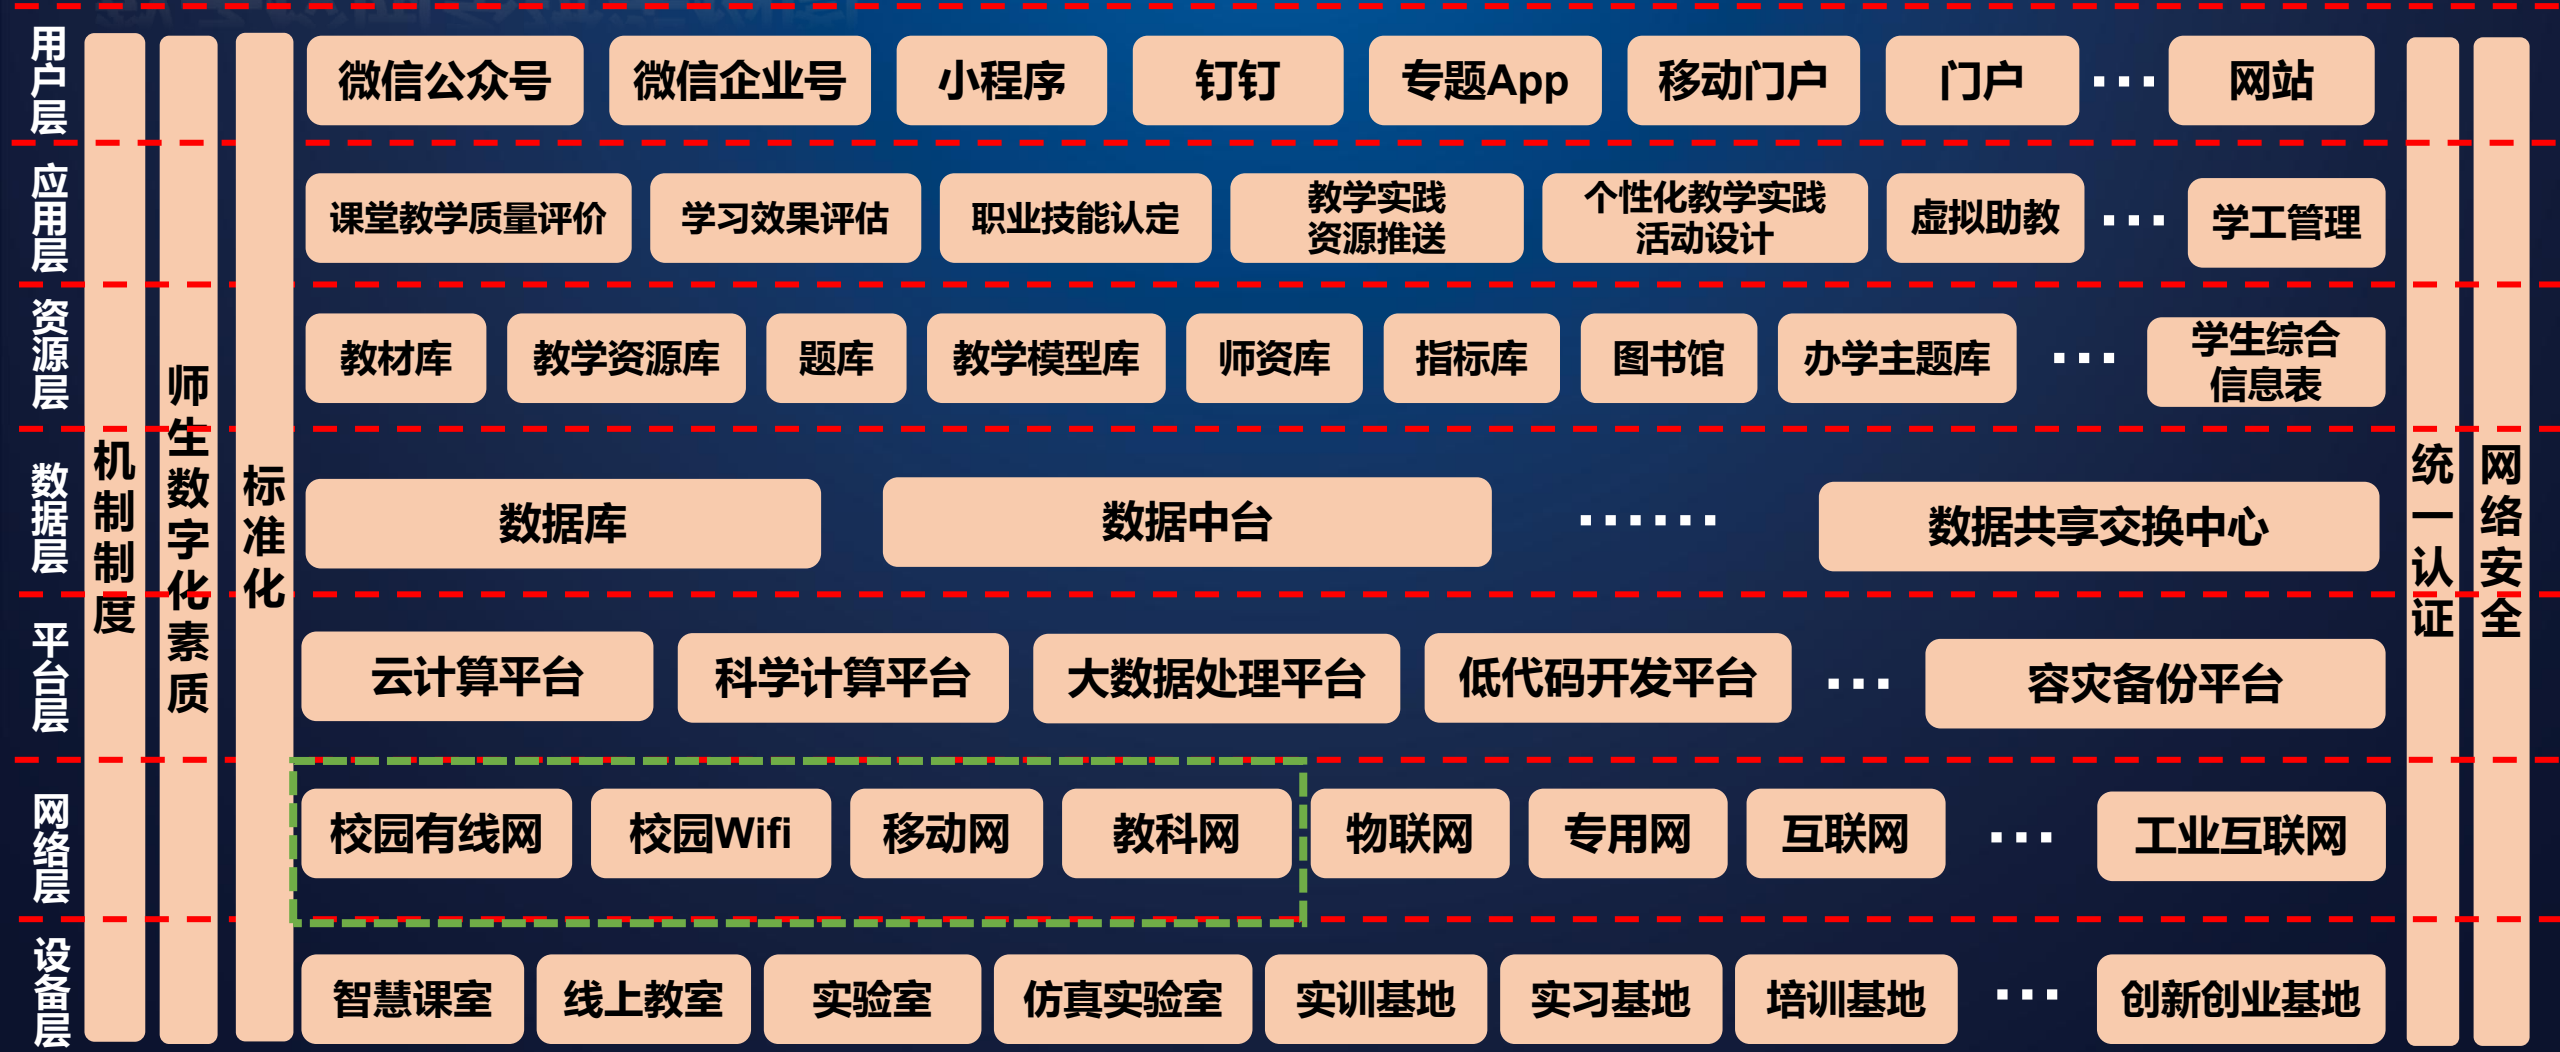 用户层
微信公众号
微信企业号
小程序
钉钉
专题App
移动门户
门户
...
网站
应用层
课堂教学质量评价
学习效果评估
职业技能认定
教学实践
资源推送
个性化教学实践
活动设计
虚拟助教
...
学工管理
资源层
教材库
教学资源库
题库
教学模型库
师资库
指标库
图书馆
办学主题库
...
学生综合
信息表
数据层
数据库
数据中台
......
数据共享交换中心
平台层
云计算平台
科学计算平台
大数据处理平台
低代码开发平台
...
容灾备份平台
网络层
校园有线网
校园Wifi
移动网
教科网
物联网
专用网
互联网
...
工业互联网
设备层
智慧课室
线上教室
实验室
仿真实验室
实训基地
实习基地
培训基地
...
创新创业基地
机制制度
师生数字化素质
标准化
统一认证
网络安全